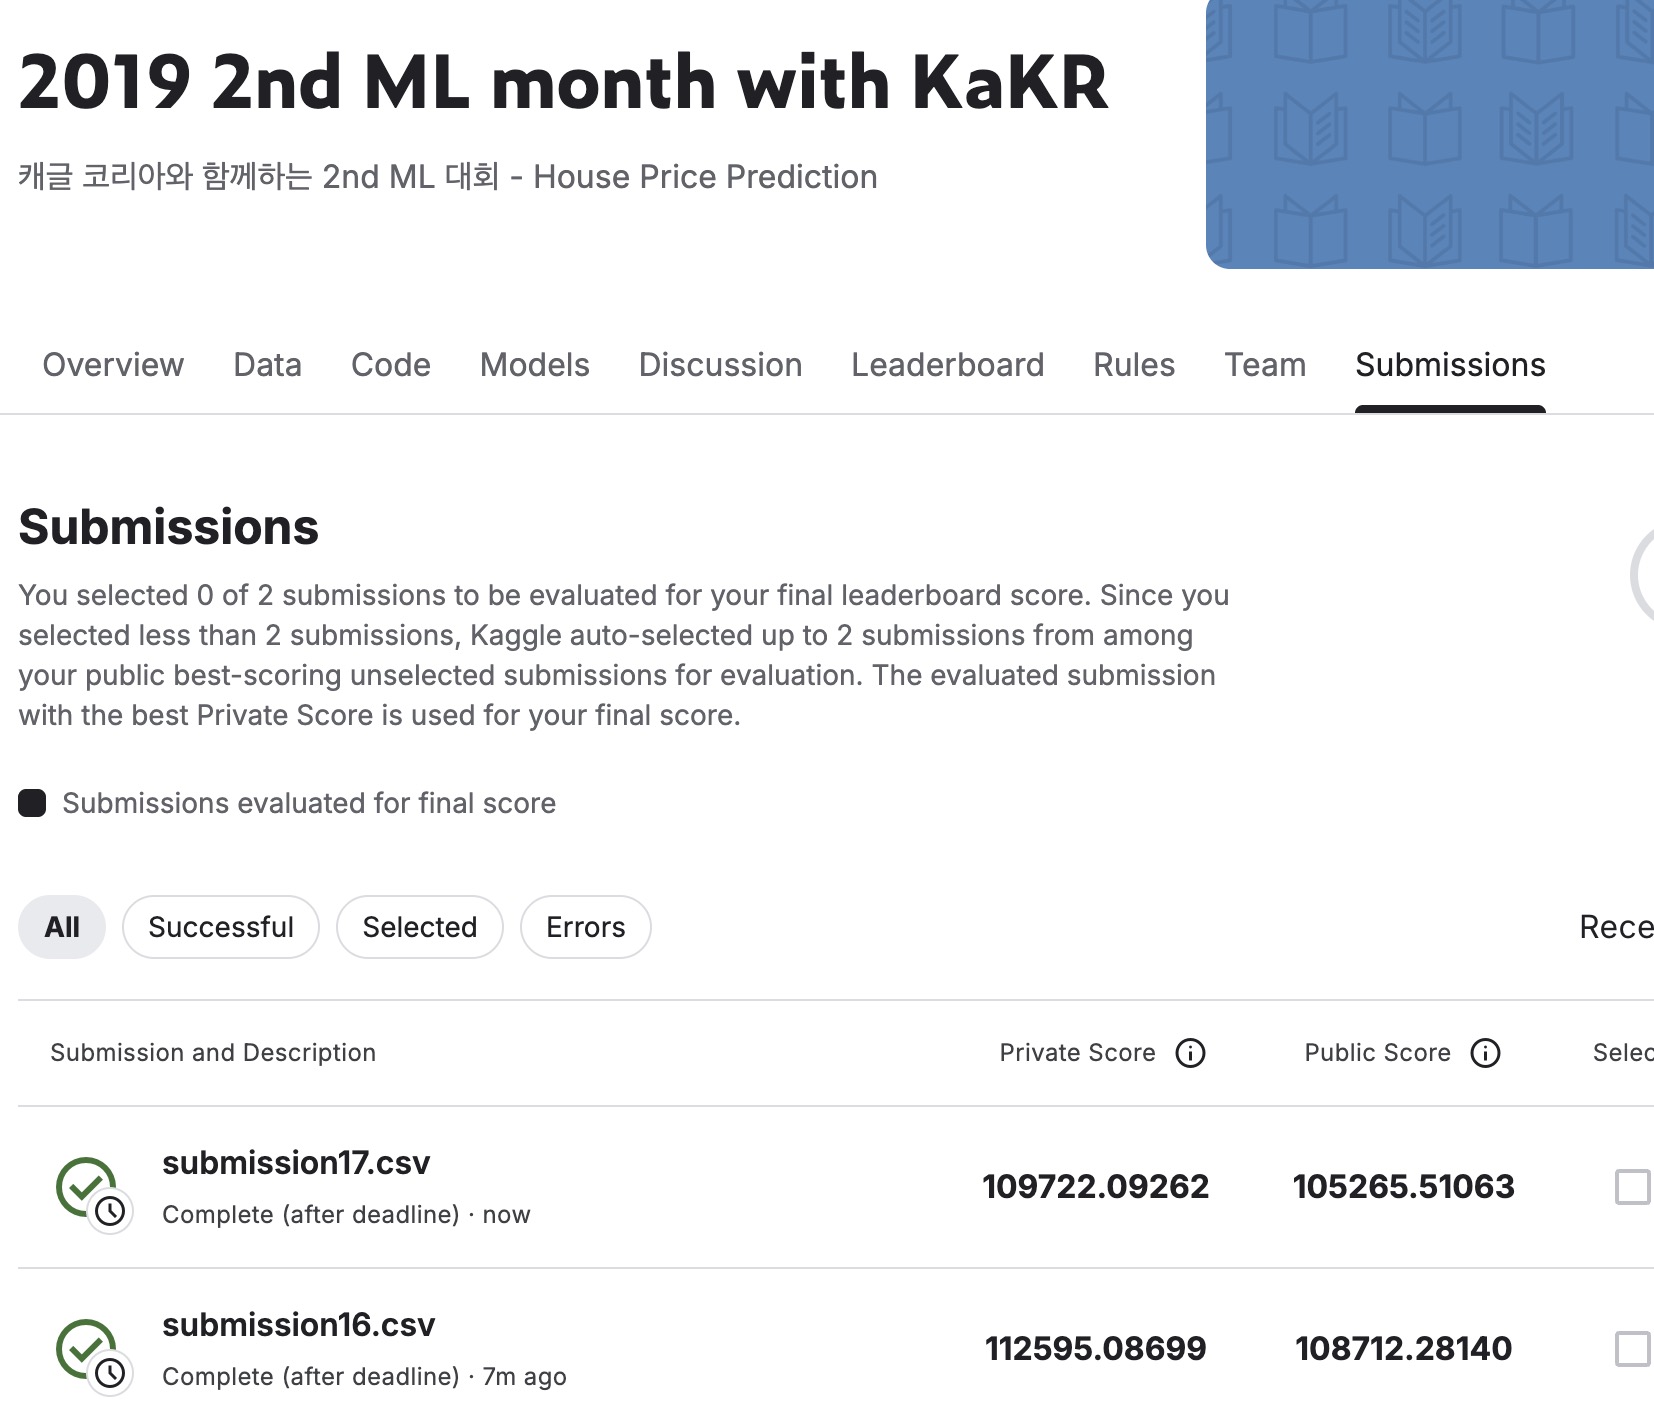 2019 2nd ML month with KaKR
캐글 코리아와 함께하는 2nd ML 대회 - House Price Prediction
Overview Data Code Models Discussion Leaderboard Rules Team Submissions
Submissions
You selected 0 of 2 submissions to be evaluated for your final leaderboard score. Since you
selected less than 2 submissions, Kaggle auto-selected up to 2 submissions from among
your public best-scoring unselected submissions for evaluation. The evaluated submission
with the best Private Score is used for your final score.
Submissions evaluated for final score
All Successful Selected Errors Rece
Submission and Description Private Score Public Score Selec
submission17.csv 109722.09262 105265.51063
Complete (after deadline) · now
submission16.csv 112595.08699 108712.28140
Complete (after deadline) · 7m ago